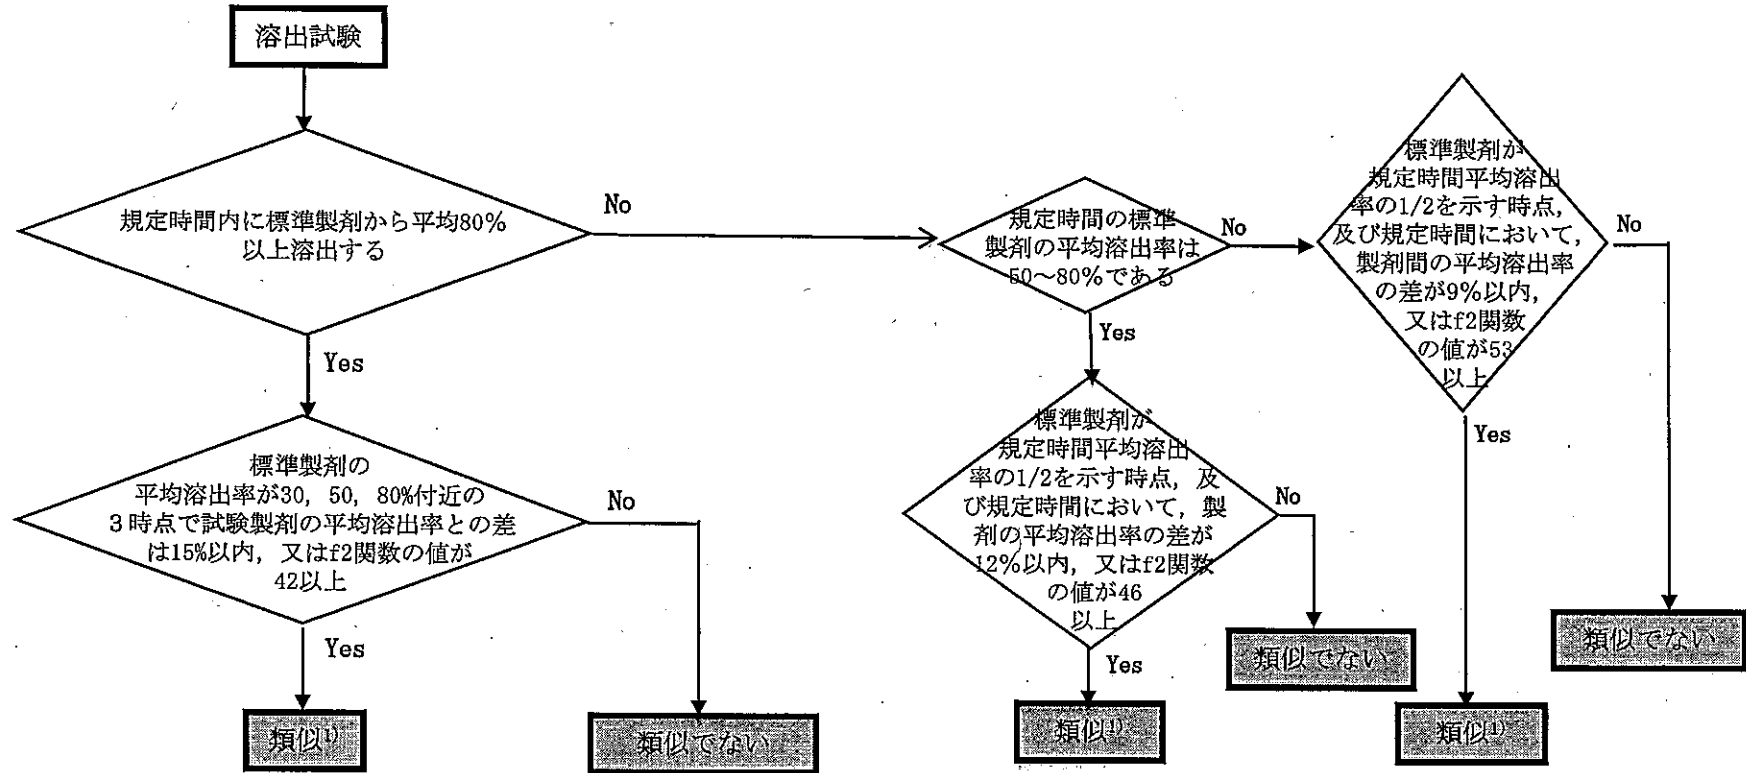 溶出試験
規定時間内に標準製剤から平均80%
以上溶出する
No
Yes
標準製剤の
平均溶出率が30, 50, 80%付近の
3時点で試験製剤の平均溶出率との差
は15%以内, 又はf2関数の値が
42以上
No
Yes
類似1)
類似でない
規定時間の標準
製剤の平均溶出率は
50~80%である
No
Yes
標準製剤が
規定時間平均溶出
率の1/2を示す時点, 及
び規定時間において, 製
剤の平均溶出率の差が
12%以内, 又はf2関数
の値が46
以上
No
Yes
類似1)
類似でない
標準製剤が
規定時間平均溶出
率の1/2を示す時点,
及び規定時間において,
製剤間の平均溶出率
の差が9%以内,
又はf2関数
の値が53
以上
No
Yes
類似1)
類似でない